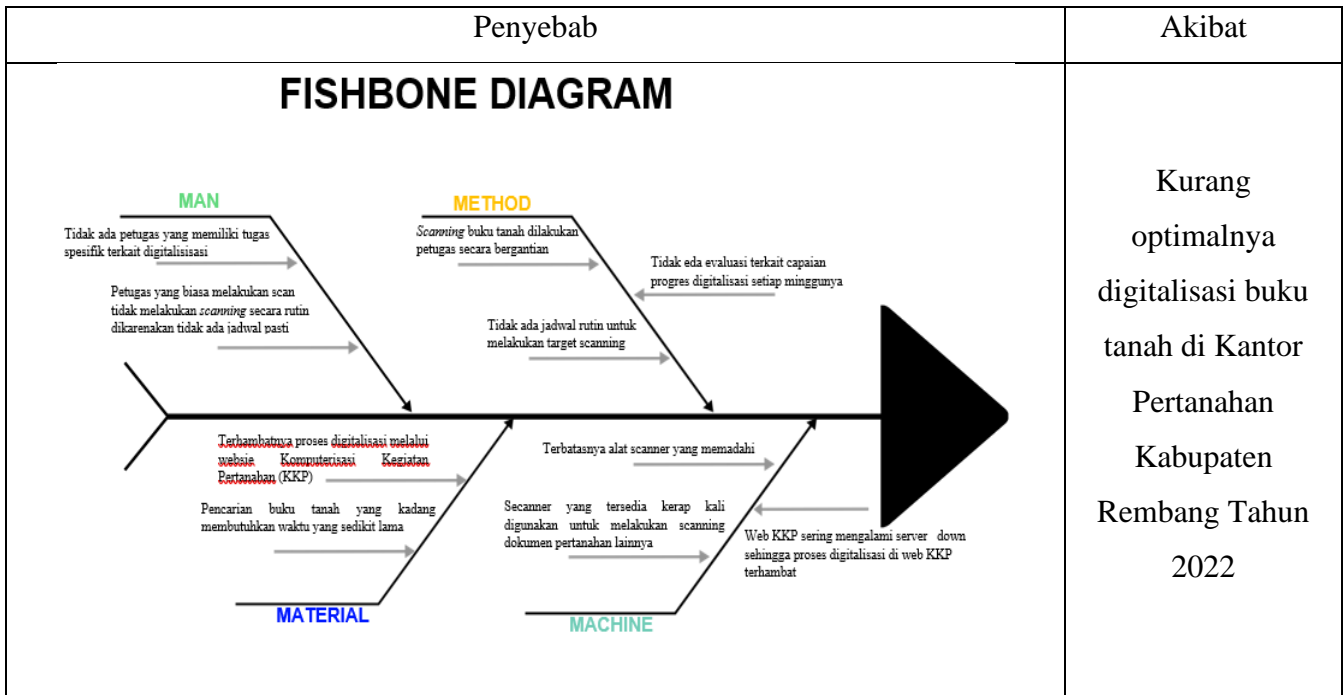 Penyebab
Akibat
FISHBONE DIAGRAM
MAN
Tidak ada petugas yang memiliki tugas
spesifik terkait digitalisisasi
Petugas yang biasa melakukan scan
tidak melakukan scanning secara rutin
dikarenakan tidak ada jadwal pasti
METHOD
Scanning buku tanah dilakukan
petugas secara bergantian
Tidak eda evaluasi terkait capaian
progres digitalisasi setiap minggunya
Tidak ada jadwal rutin untuk
melakukan target scanning
Terhambatnya proses digitalisasi melalui
websie Komputerisasi Kegiatan
Pertanahan (KKP)
Pencarian buku tanah yang kadang
membutuhkan waktu yang sedikit lama
MATERIAL
Terbatasnya alat scanner yang memadahi
Secanner yang tersedia kerap kali
digunakan untuk melakukan scanning
dokumen pertanahan lainnya
Web KKP sering mengalami server down
sehingga proses digitalisasi di web KKP
terhambat
MACHINE
Kurang
optimalnya
digitalisasi buku
tanah di Kantor
Pertanahan
Kabupaten
Rembang Tahun
2022